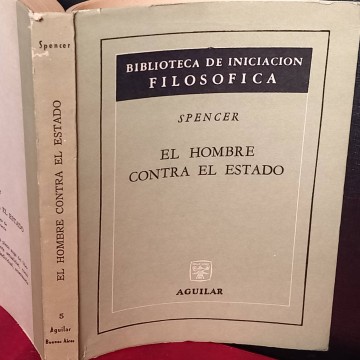 Spencer
EL HOMBRE CONTRA EL ESTADO
5
Aguilar
Buenos Aires
BIBLIOTECA DE INICIACION
FILOSOFICA
SPENCER
EL HOMBRE
CONTRA EL ESTADO
AGUILAR